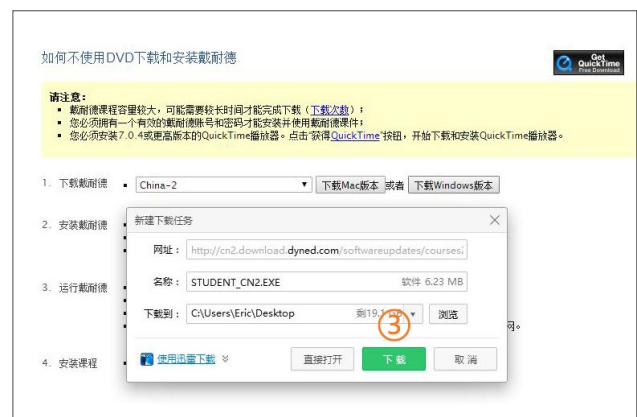 如何不使用DVD下载和安装戴耐德
Get
QuickTime
Free Download
请注意：
▪ 戴耐德课程容量较大，可能需要较长时间才能完成下载（下载次数）；
▪ 您必须拥有一个有效的戴耐德账号和密码才能安装并使用戴耐德课件；
▪ 您必须安装7.0.4或更高版本的QuickTime播放器。点击"获得QuickTime"按钮，开始下载和安装QuickTime播放器。
1. 下载戴耐德 ▪ China-2 下载Mac版本 或者 下载Windows版本
2. 安装戴耐德
新建下载任务
网址： http://cn2.download.dyned.com/softwareupdates/courses
名称： STUDENT_CN2.EXE 软件 6.23 MB
3. 运行戴耐德
下载到： C:\Users\Eric\Desktop 剩19.1 浏览
③
网。
使用迅雷下载 直接打开 下载 取消
4. 安装课程